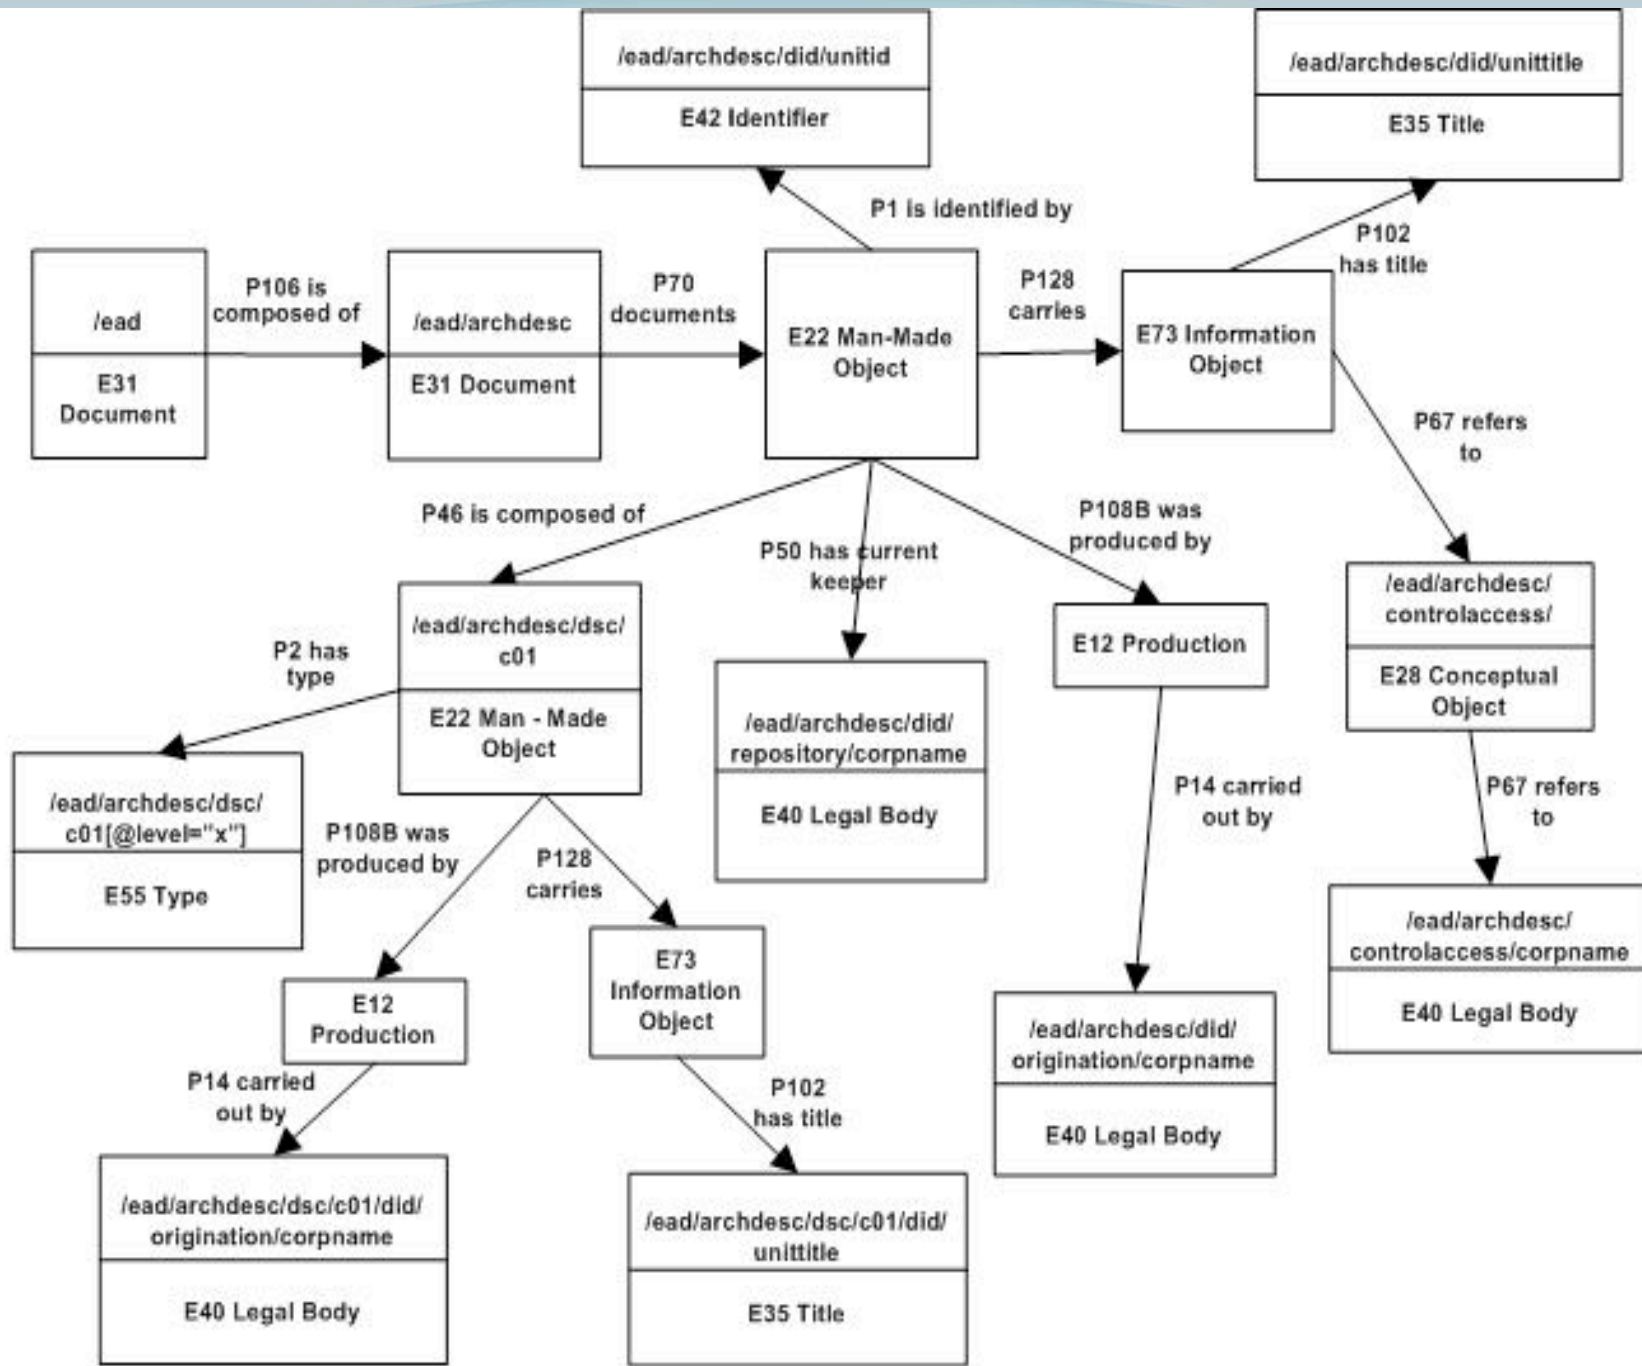 /ead/archdesc/did/unitid
E42 Identifier
/ead/archdesc/did/unittitle
E35 Title
P1 is identified by
P102
has title
/ead
E31
Document
P106 is
composed of
/ead/archdesc
E31 Document
P70
documents
E22 Man-Made
Object
P128
carries
E73 Information
Object
P67 refers
to
P46 is composed of
P50 has current
keeper
P108B was
produced by
/ead/archdesc/
controlaccess/
E28 Conceptual
Object
P2 has
type
/ead/archdesc/dsc/
c01
E22 Man - Made
Object
E12 Production
/ead/archdesc/did/
repository/corpname
E40 Legal Body
P14 carried
out by
P67 refers
to
/ead/archdesc/dsc/
c01[@level="x"]
E55 Type
P108B was
produced by
P128
carries
/ead/archdesc/
controlaccess/corpname
E40 Legal Body
E12
Production
E73
Information
Object
/ead/archdesc/did/
origination/corpname
E40 Legal Body
P14 carried
out by
P102
has title
/ead/archdesc/dsc/c01/did/
origination/corpname
E40 Legal Body
/ead/archdesc/dsc/c01/did/
unittitle
E35 Title